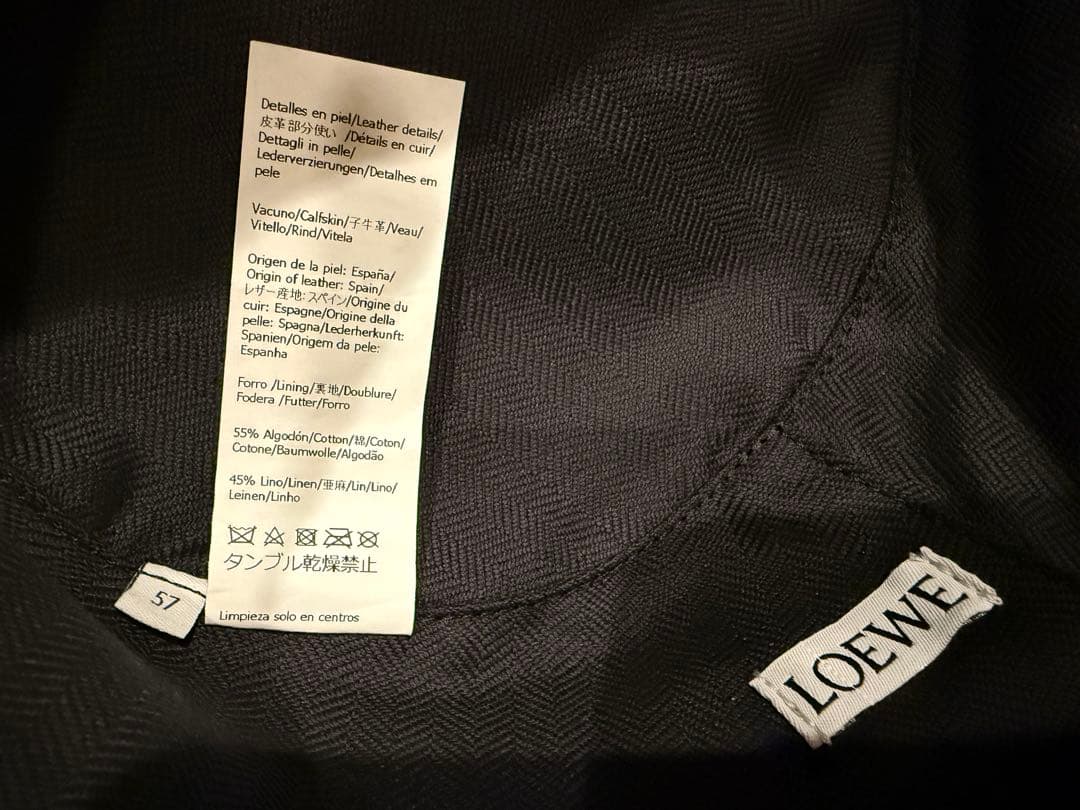 Detalles en piel/Leather details/
皮革部分使い /Détails en cuir/
Dettagli in pelle/
Lederverzierungen/Detalhes em
pele
Vacuno/Calfskin/子牛革/Veau/
Vitello/Rind/Vitela
Origen de la piel: España/
Origin of leather: Spain/
レザー産地: スペイン/Origine du
cuir: Espagne/Origine della
pelle: Spagna/Lederherkunft:
Spanien/Origem da pele:
Espanha
Forro /Lining/裏地/Doublure/
Fodera /Futter/Forro
55% Algodón/Cotton/綿/Coton/
Cotone/Baumwolle/Algodão
45% Lino/Linen/亜麻/Lin/Lino/
Leinen/Linho
タンブル乾燥禁止
Limpieza solo en centros
57
LOEWE